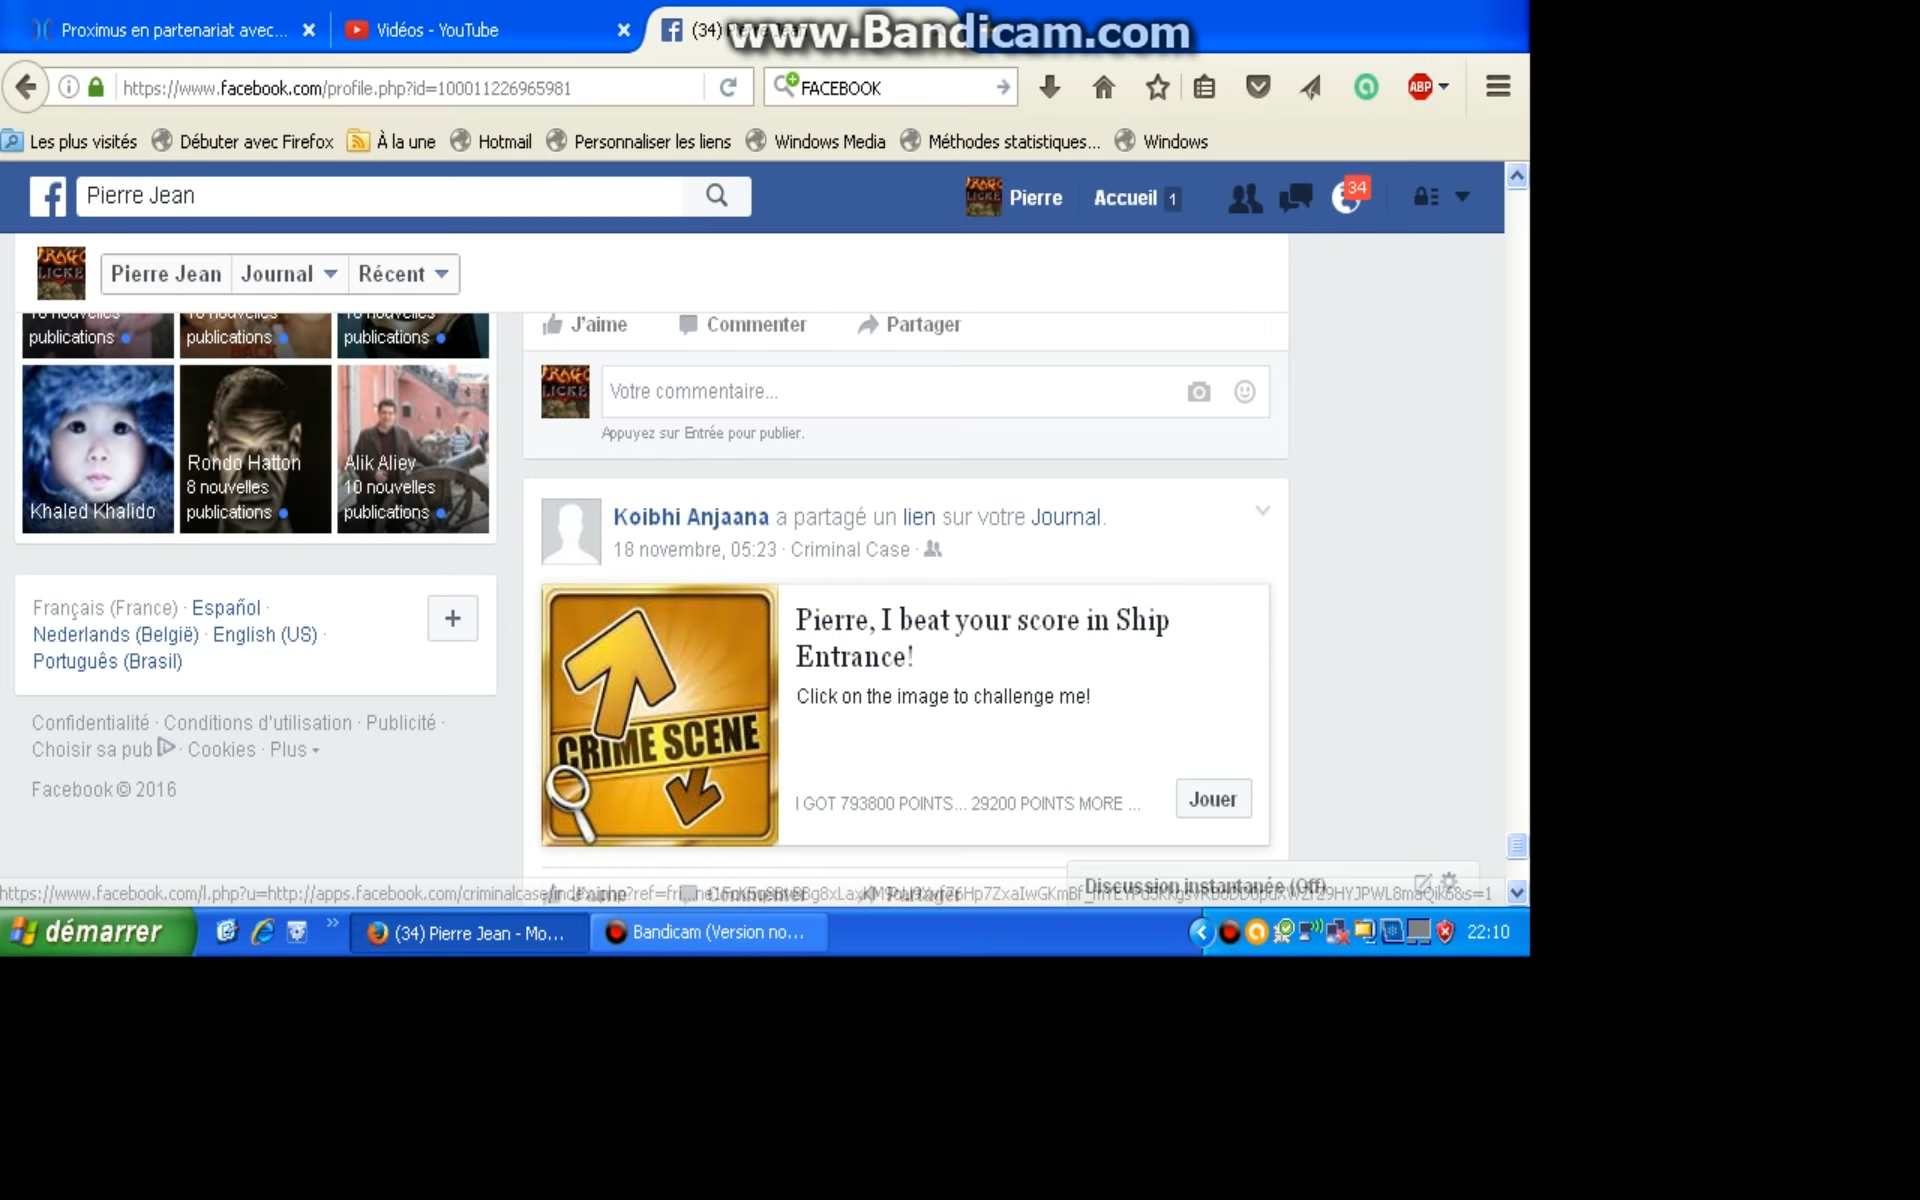 www.Bandicam.com
Proximus en partenariat avec...
Vidéos - YouTube
(34)
https://www.facebook.com/profile.php?id=100011226965981
FACEBOOK
ABP
Les plus visités
Débuter avec Firefox
À la une
Hotmail
Personnaliser les liens
Windows Media
Méthodes statistiques...
Windows
Pierre Jean
Pierre
Accueil 1
34
Pierre Jean
Journal
Récent
publications
publications
publications
J'aime
Commenter
Partager
Votre commentaire...
Appuyez sur Entrée pour publier.
Khaled Khalido
Rondo Hatton
8 nouvelles
publications
Alik Aliev
10 nouvelles
publications
Koibhi Anjaana a partagé un lien sur votre Journal.
18 novembre, 05:23 · Criminal Case ·
CRIME SCENE
Pierre, I beat your score in Ship
Entrance!
Click on the image to challenge me!
I GOT 793800 POINTS... 29200 POINTS MORE ...
Jouer
Français (France) · Español ·
Nederlands (België) · English (US) ·
Português (Brasil)
+
Confidentialité · Conditions d'utilisation · Publicité ·
Choisir sa pub · Cookies · Plus
Facebook © 2016
Discussion instantanée (Off)
démarrer
(34) Pierre Jean - Mo...
Bandicam (Version no...
22:10